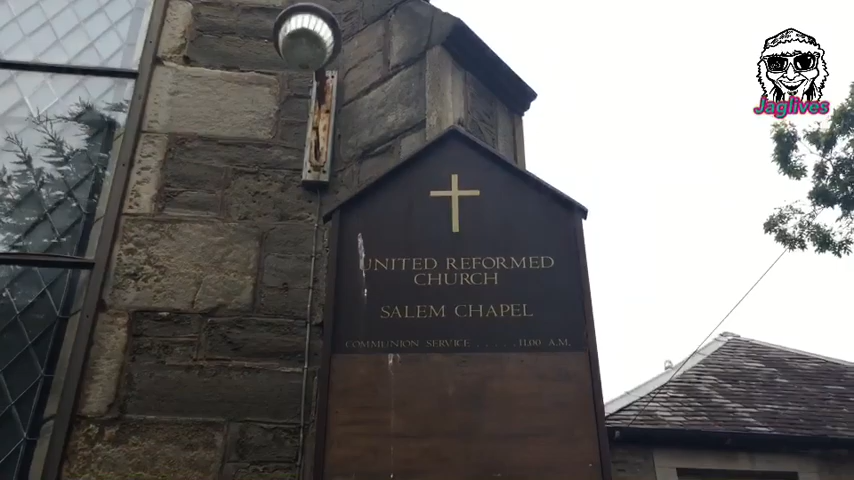 Jaglives
UNITED REFORMED
CHURCH
SALEM CHAPEL
COMMUNION SERVICE . . . . . 11.00 A.M.